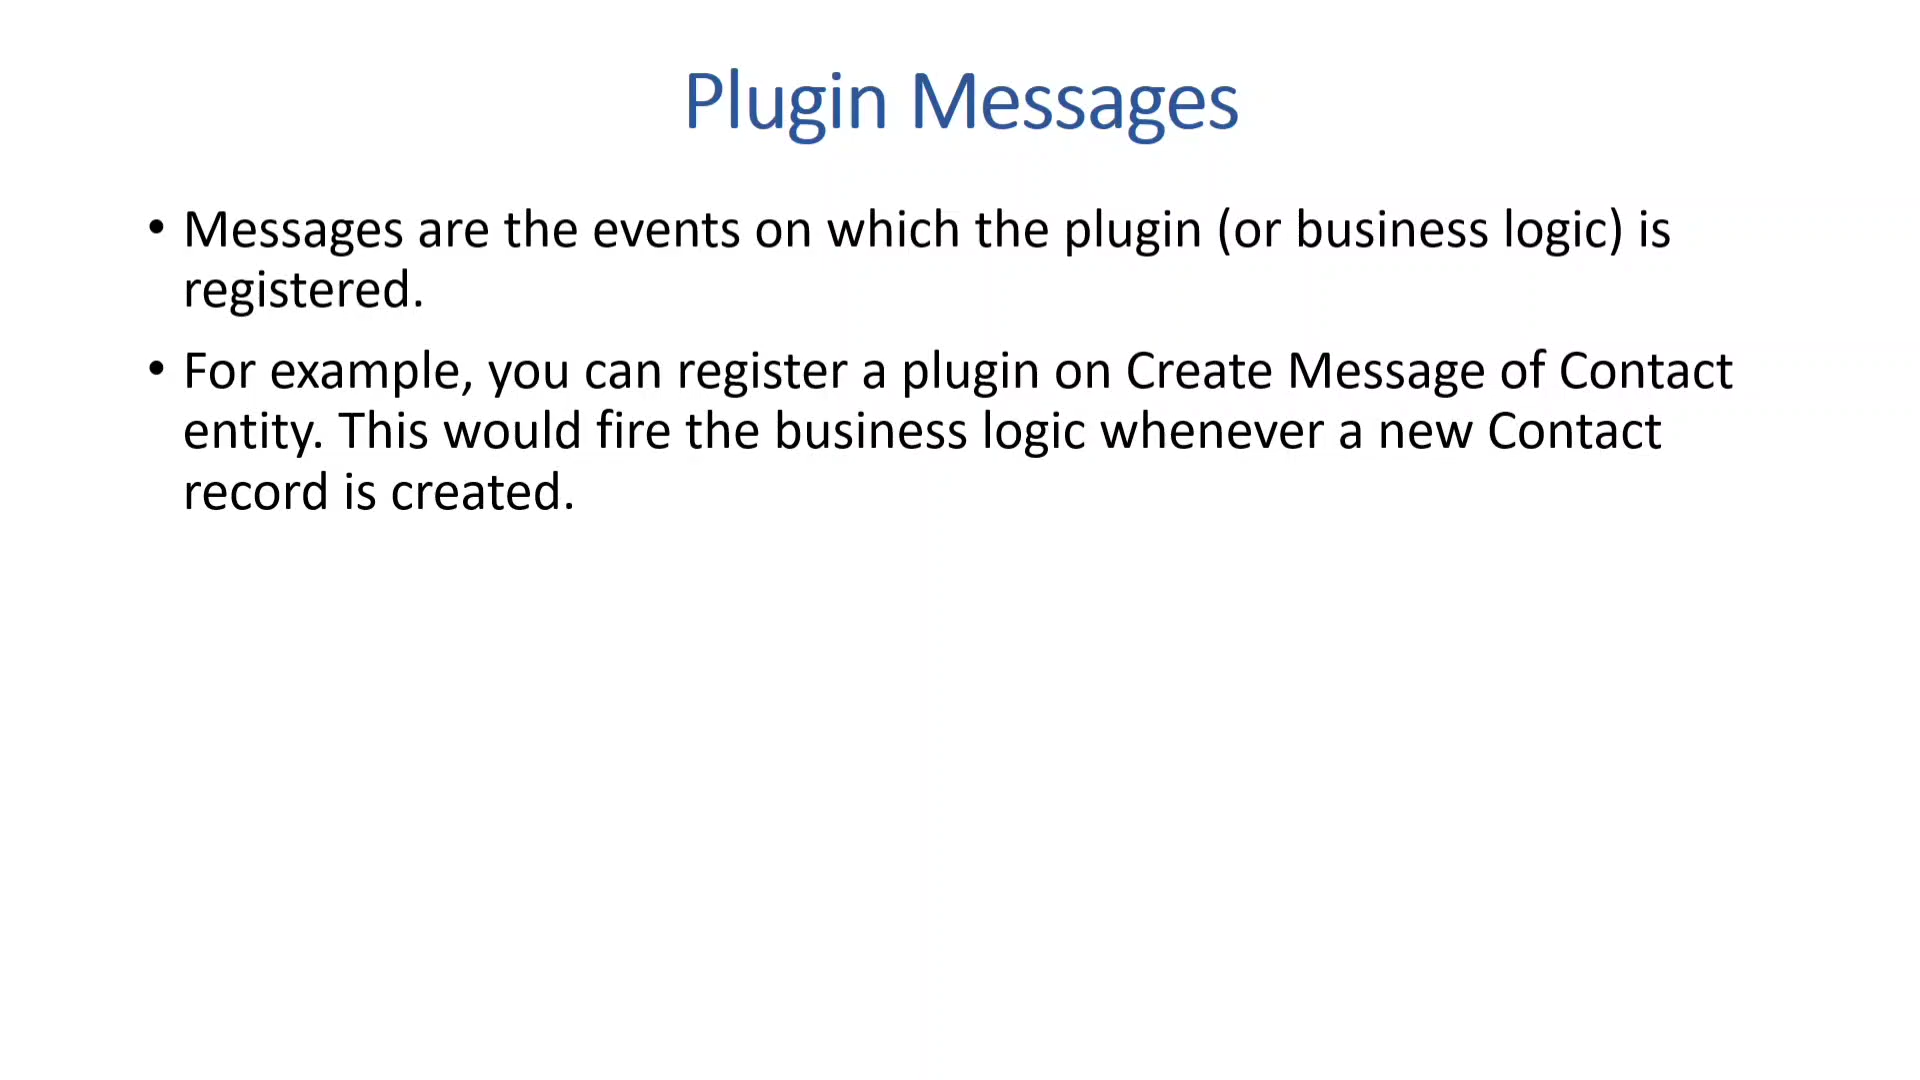 Plugin Messages
• Messages are the events on which the plugin (or business logic) is
registered.
• For example, you can register a plugin on Create Message of Contact
entity. This would fire the business logic whenever a new Contact
record is created.